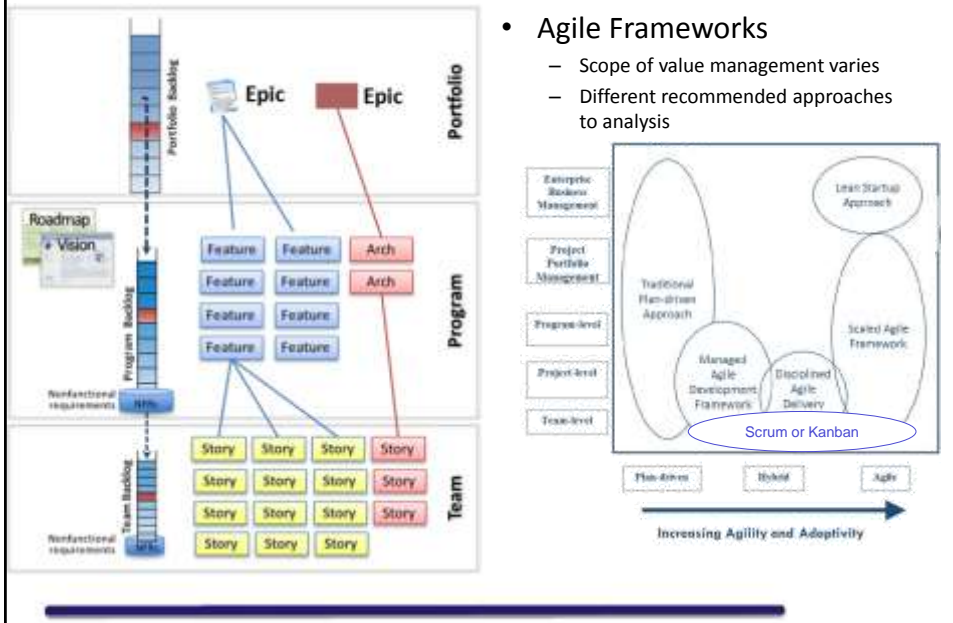 Portfolio Backlog
Epic
Epic
Portfolio
Roadmap
Vision
Program Backlog
Nonfunctional
requirements
NFRs
Feature Feature Arch
Feature Feature Arch
Feature Feature
Feature Feature
Program
Team Backlog
Nonfunctional
requirements
NFRs
Story Story Story Story
Story Story Story Story
Story Story Story Story
Story Story Story
Team
• Agile Frameworks
– Scope of value management varies
– Different recommended approaches
to analysis
Enterprise
Business
Management
Project
Portfolio
Management
Program-level
Project-level
Team-level
Lean Startup
Approach
Traditional
Plan-driven
Approach
Scaled Agile
Framework
Managed
Agile
Development
Framework
Disciplined
Agile
Delivery
Scrum or Kanban
Plan-driven
Hybrid
Agile
Increasing Agility and Adaptivity